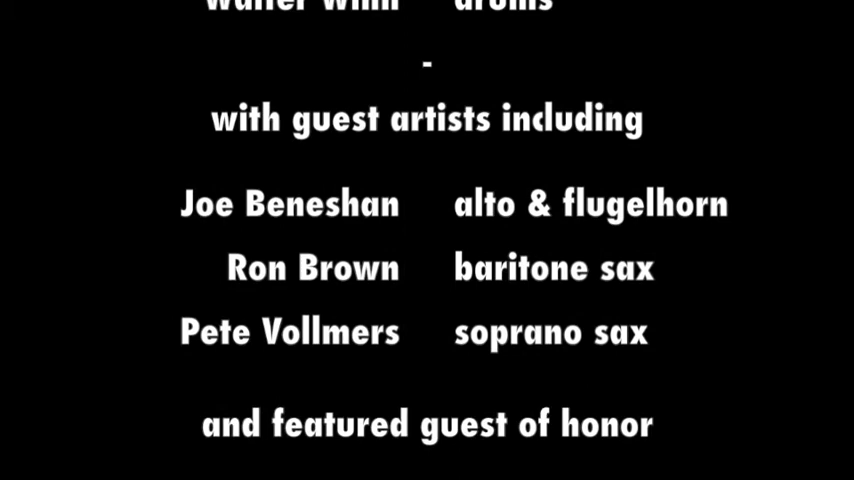 drums
-
with guest artists including
Joe Beneshan alto & flugelhorn
Ron Brown baritone sax
Pete Vollmers soprano sax
and featured guest of honor